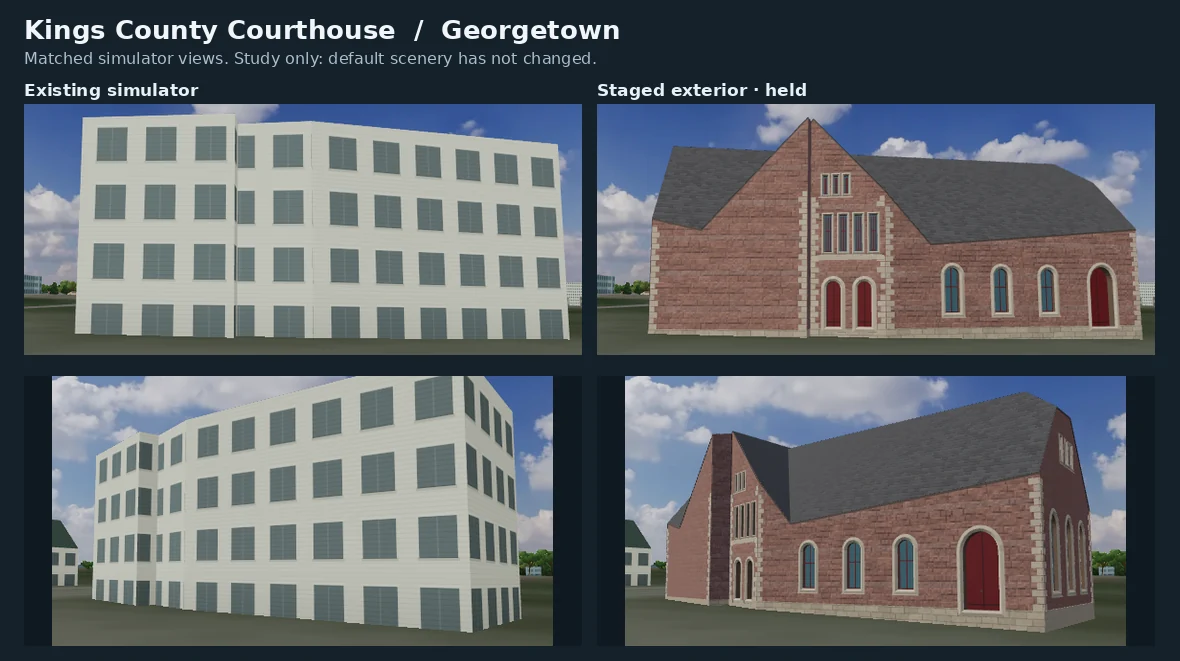 Kings County Courthouse / Georgetown
Matched simulator views. Study only: default scenery has not changed.
Existing simulator
Staged exterior · held